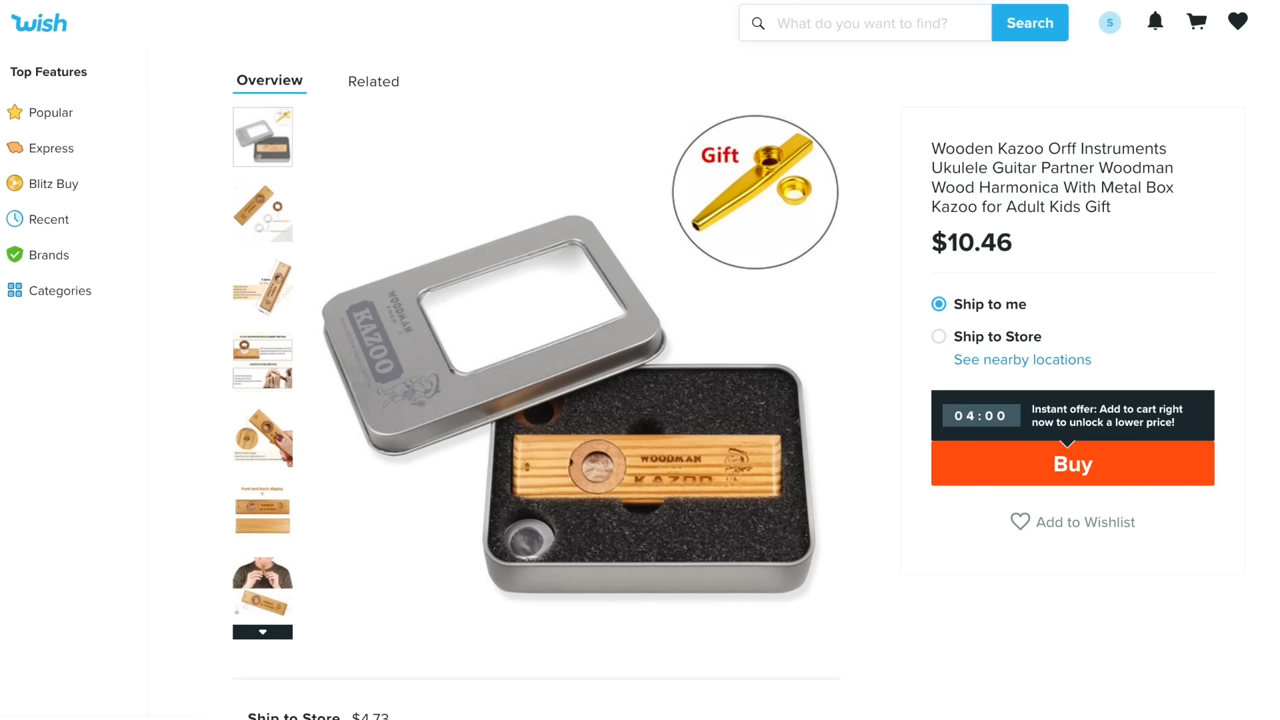 wish
What do you want to find?
Search
S
Top Features
Popular
Express
Blitz Buy
Recent
Brands
Categories
Overview
Related
Gift
WOODMAN
KAZOO
WOODMAN
KAZOO
Wooden Kazoo Orff Instruments
Ukulele Guitar Partner Woodman
Wood Harmonica With Metal Box
Kazoo for Adult Kids Gift
$10.46
Ship to me
Ship to Store
See nearby locations
04:00
Instant offer: Add to cart right
now to unlock a lower price!
Buy
Add to Wishlist
Ship to Store $4.73